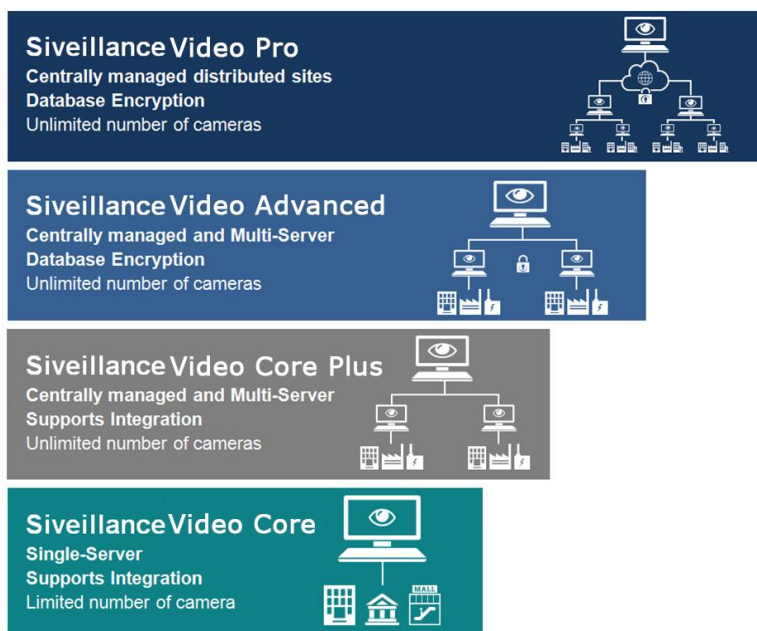 Siveillance Video Pro
Centrally managed distributed sites
Database Encryption
Unlimited number of cameras
Siveillance Video Advanced
Centrally managed and Multi-Server
Database Encryption
Unlimited number of cameras
Siveillance Video Core Plus
Centrally managed and Multi-Server
Supports Integration
Unlimited number of cameras
Siveillance Video Core
Single-Server
Supports Integration
Limited number of camera
MALL